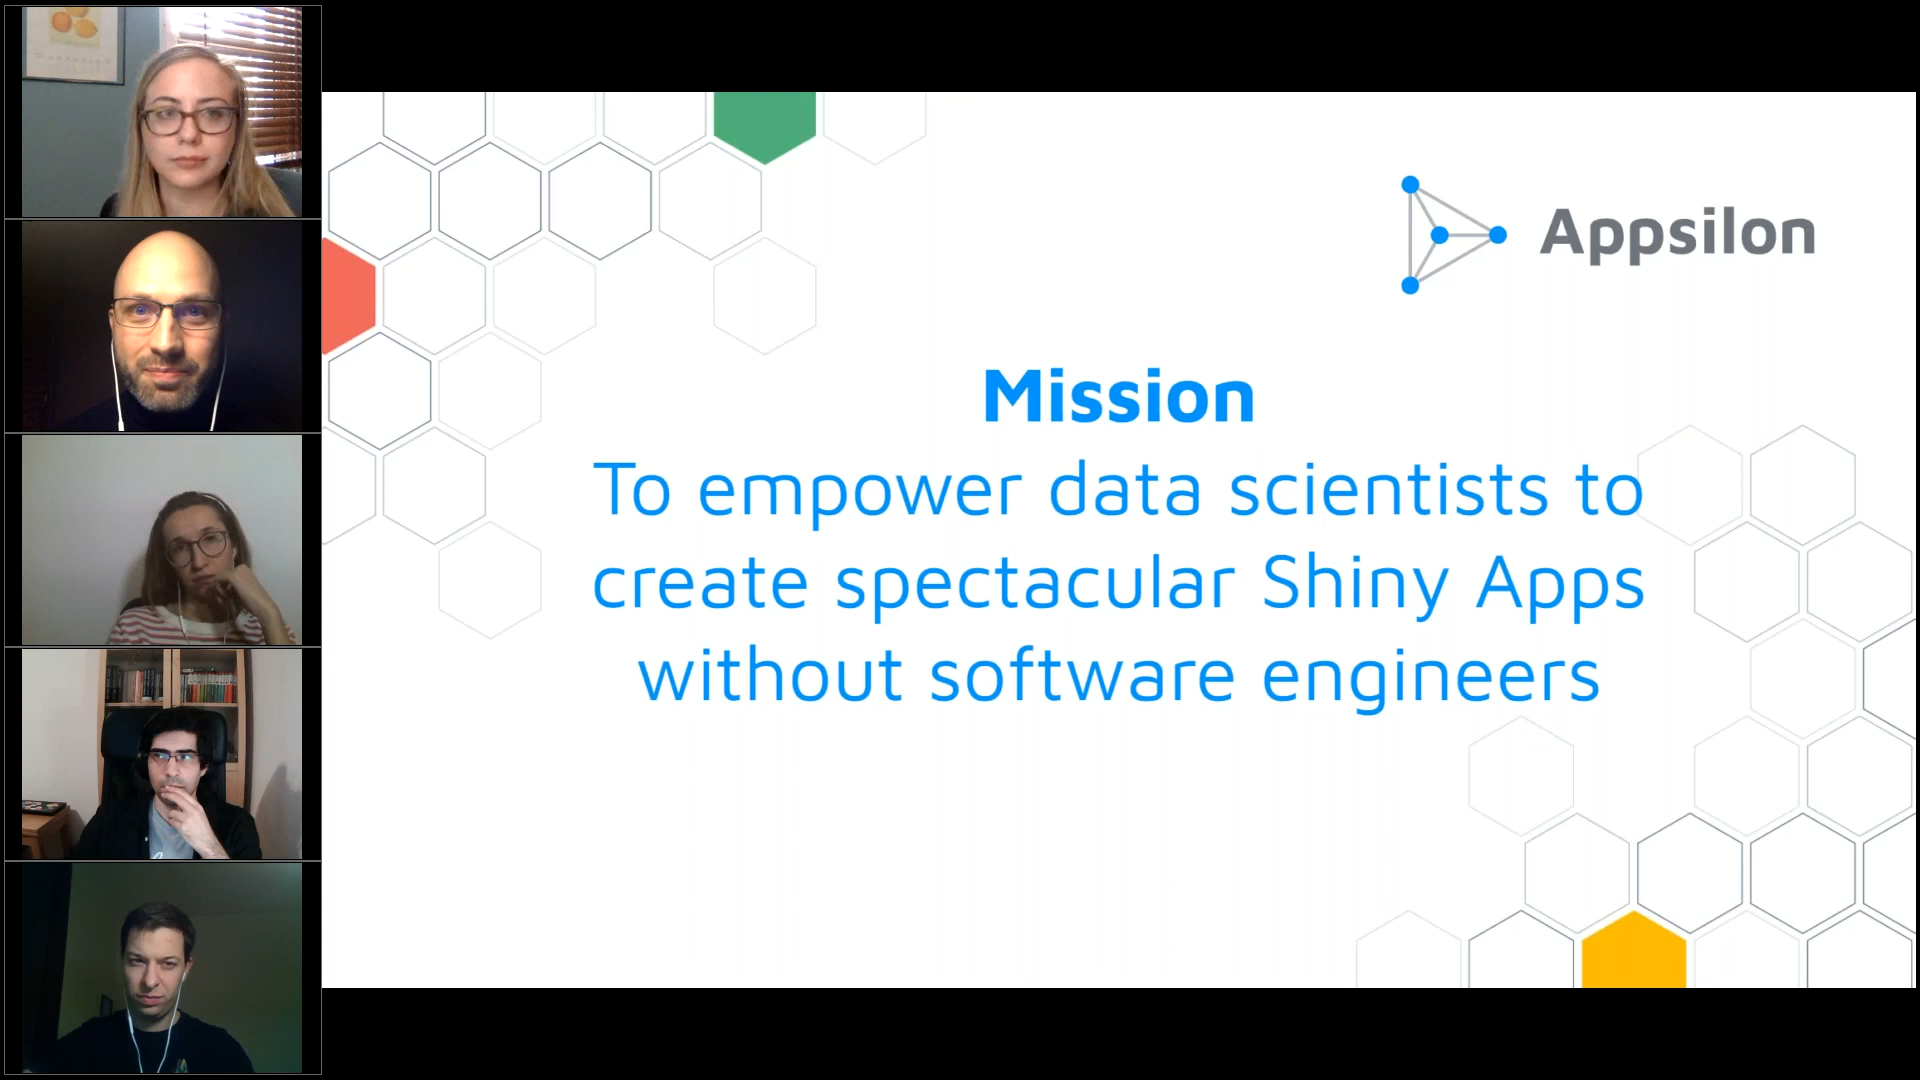 Appsilon
Mission
To empower data scientists to
create spectacular Shiny Apps
without software engineers